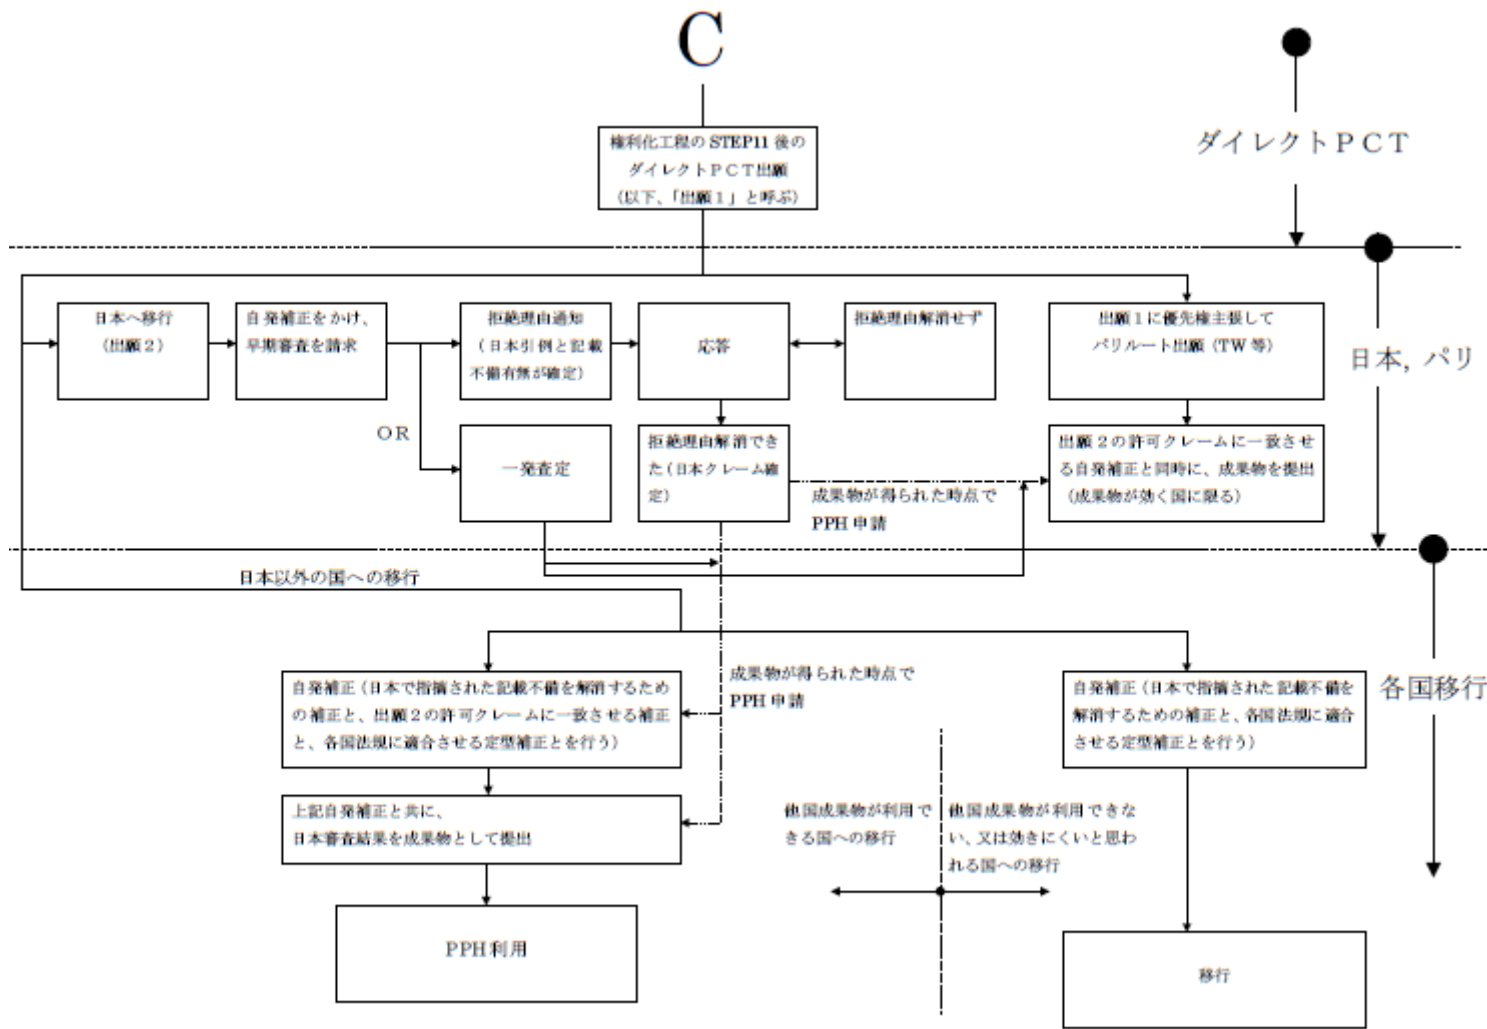 C
権利化工程の STEP11 後の
ダイレクトＰＣＴ出願
（以下、「出願１」と呼ぶ）
ダイレクトＰＣＴ
日本へ移行
（出願２）
自発補正をかけ、
早期審査を請求
拒絶理由通知
（日本引例と記載
不備有無が確定）
応答
拒絶理由解消せず
出願１に優先権主張して
パリルート出願（TW 等）
日本, パリ
ＯＲ
一発査定
拒絶理由解消でき
た（日本クレーム確
定）
成果物が得られた時点で
PPH 申請
出願２の許可クレームに一致させ
る自発補正と同時に、成果物を提出
（成果物が効く国に限る）
日本以外の国への移行
自発補正（日本で指摘された記載不備を解消するため
の補正と、出願２の許可クレームに一致させる補正
と、各国法規に適合させる定型補正とを行う）
成果物が得られた時点で
PPH 申請
自発補正（日本で指摘された記載不備を
解消するための補正と、各国法規に適合
させる定型補正とを行う）
各国移行
上記自発補正と共に、
日本審査結果を成果物として提出
他国成果物が利用で
きる国への移行
他国成果物が利用できな
い、又は効きにくいと思わ
れる国への移行
PPH 利用
移行